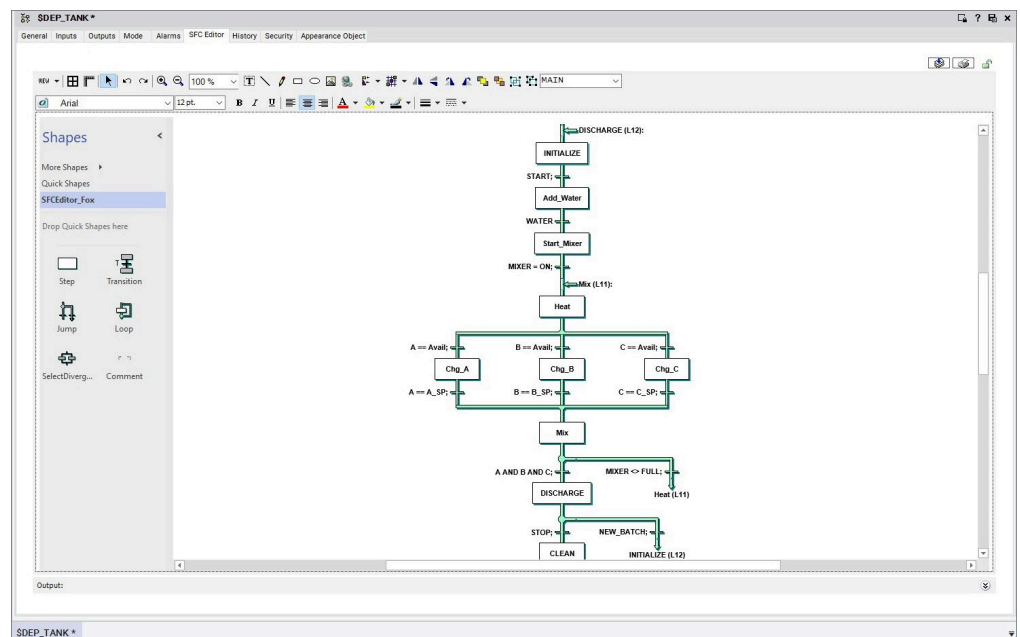 $DEP_TANK *
General Inputs Outputs Mode Alarms SFC Editor History Security Appearance Object
100 % MAIN
Arial 12 pt. B I U A
Shapes
More Shapes
Quick Shapes
SFCEditor_Fox
Drop Quick Shapes here
Step Transition
Jump Loop
SelectDiverg... Comment
DISCHARGE (L12):
INITIALIZE
START;
Add_Water
WATER
Start_Mixer
MIXER = ON;
Mix (L11):
Heat
A == Avail; B == Avail; C == Avail;
Chg_A Chg_B Chg_C
A == A_SP; B == B_SP; C == C_SP;
Mix
A AND B AND C; MIXER <> FULL;
DISCHARGE
Heat (L11)
STOP; NEW_BATCH;
CLEAN
INITIALIZE (L12)
Output:
$DEP_TANK *